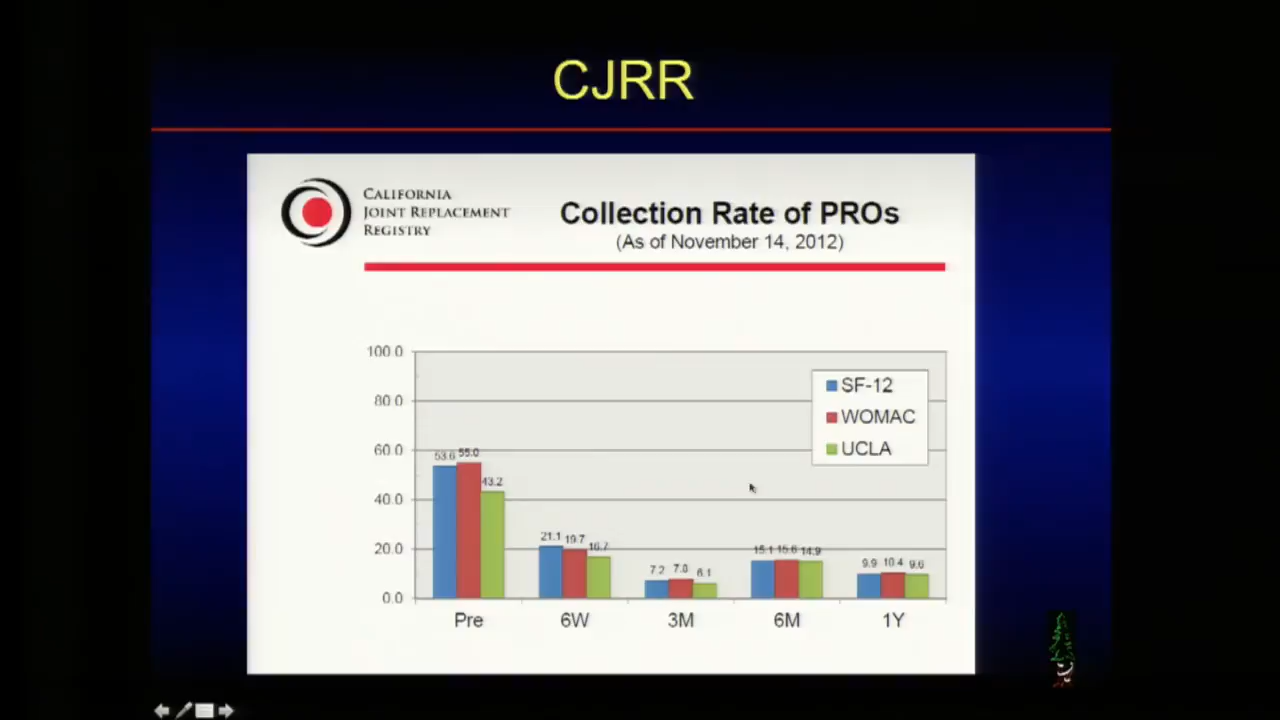 CJRR
CALIFORNIA
JOINT REPLACEMENT
REGISTRY
Collection Rate of PROs
(As of November 14, 2012)
100.0
80.0
60.0
40.0
20.0
0.0
SF-12
WOMAC
UCLA
53.6 55.0 43.2
21.1 19.7 16.7
7.2 7.8 6.1
15.1 15.6 14.9
9.9 10.4 9.6
Pre 6W 3M 6M 1Y